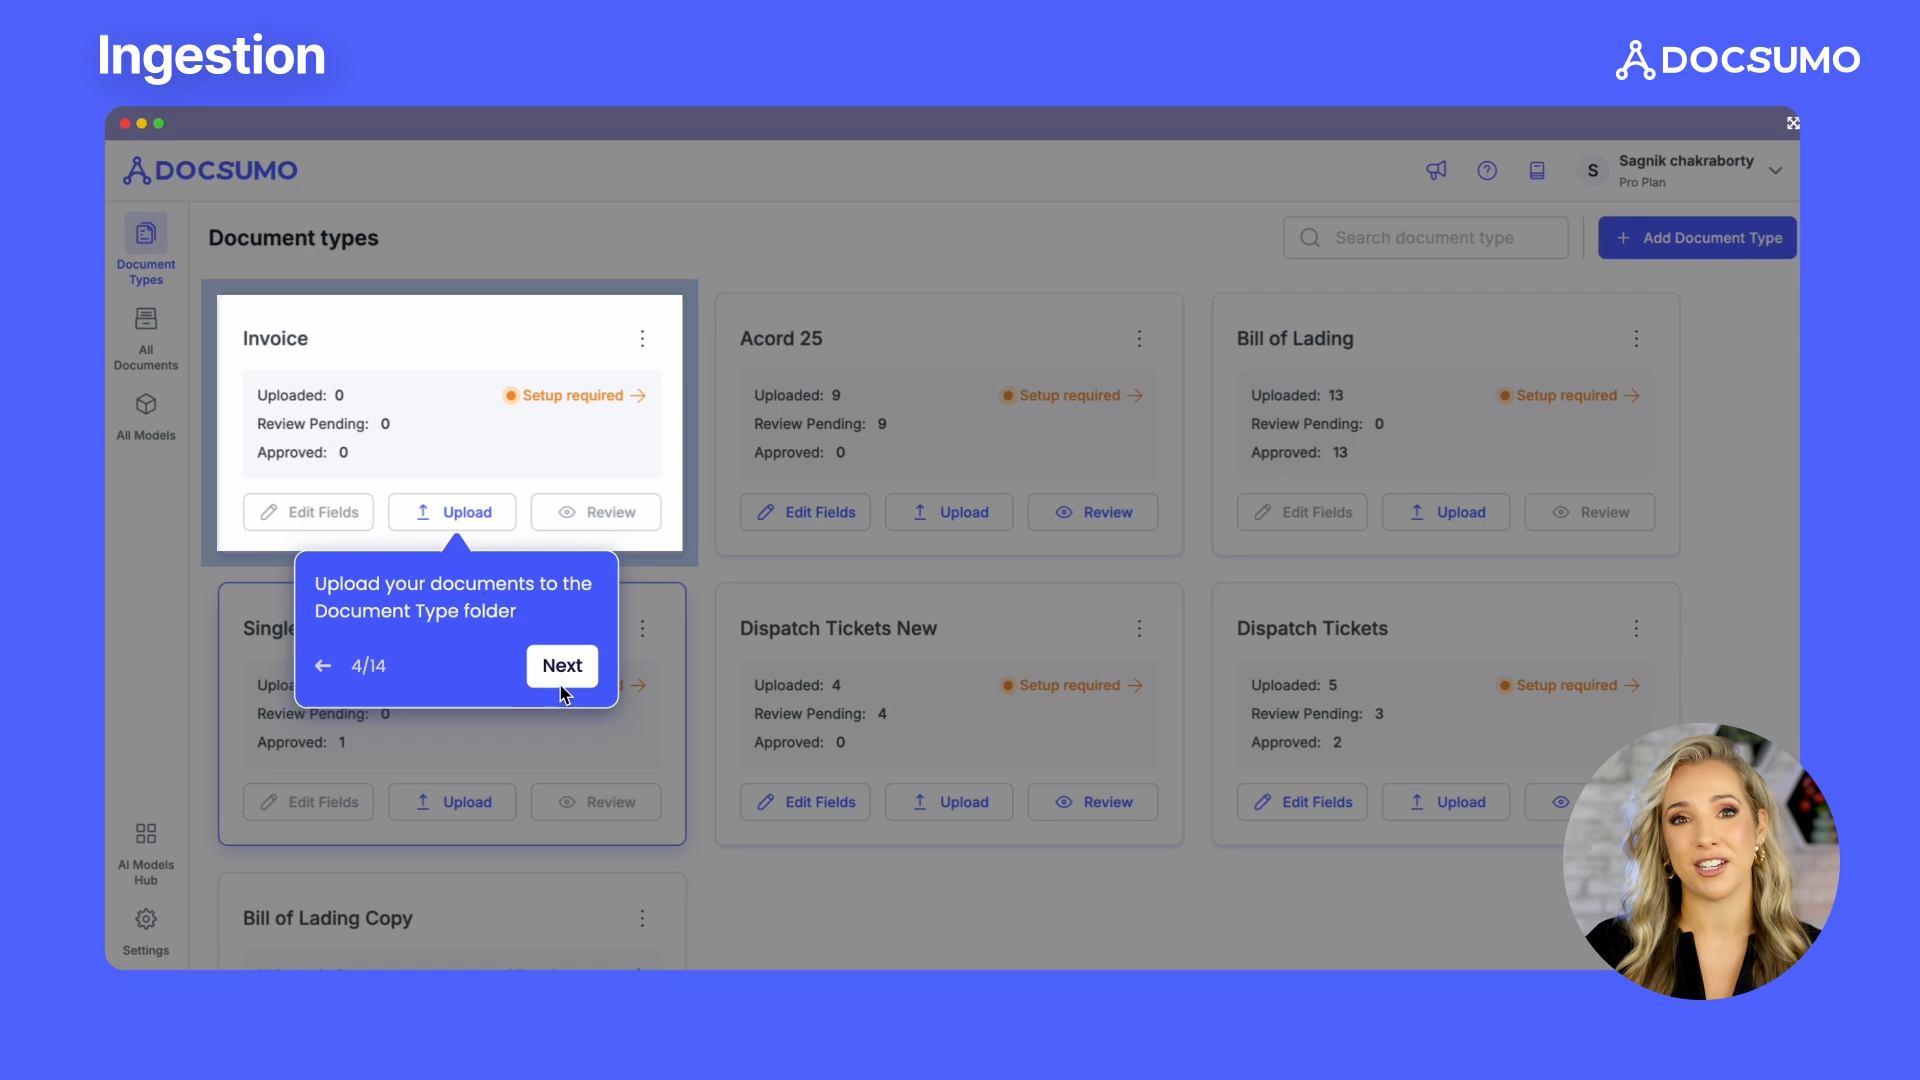 Ingestion
DOCSUMO
DOCSUMO
S
Sagnik chakraborty
Pro Plan
Document types
Search document type
+ Add Document Type
Document
Types
All
Documents
All Models
AI Models
Hub
Settings
Invoice
Uploaded: 0
Setup required
Review Pending: 0
Approved: 0
Edit Fields
Upload
Review
Acord 25
Uploaded: 9
Setup required
Review Pending: 9
Approved: 0
Edit Fields
Upload
Review
Bill of Lading
Uploaded: 13
Setup required
Review Pending: 0
Approved: 13
Edit Fields
Upload
Review
Upload your documents to the
Document Type folder
4/14
Next
Review Pending: 0
Approved: 1
Edit Fields
Upload
Review
Dispatch Tickets New
Uploaded: 4
Setup required
Review Pending: 4
Approved: 0
Edit Fields
Upload
Review
Dispatch Tickets
Uploaded: 5
Setup required
Review Pending: 3
Approved: 2
Edit Fields
Upload
Bill of Lading Copy